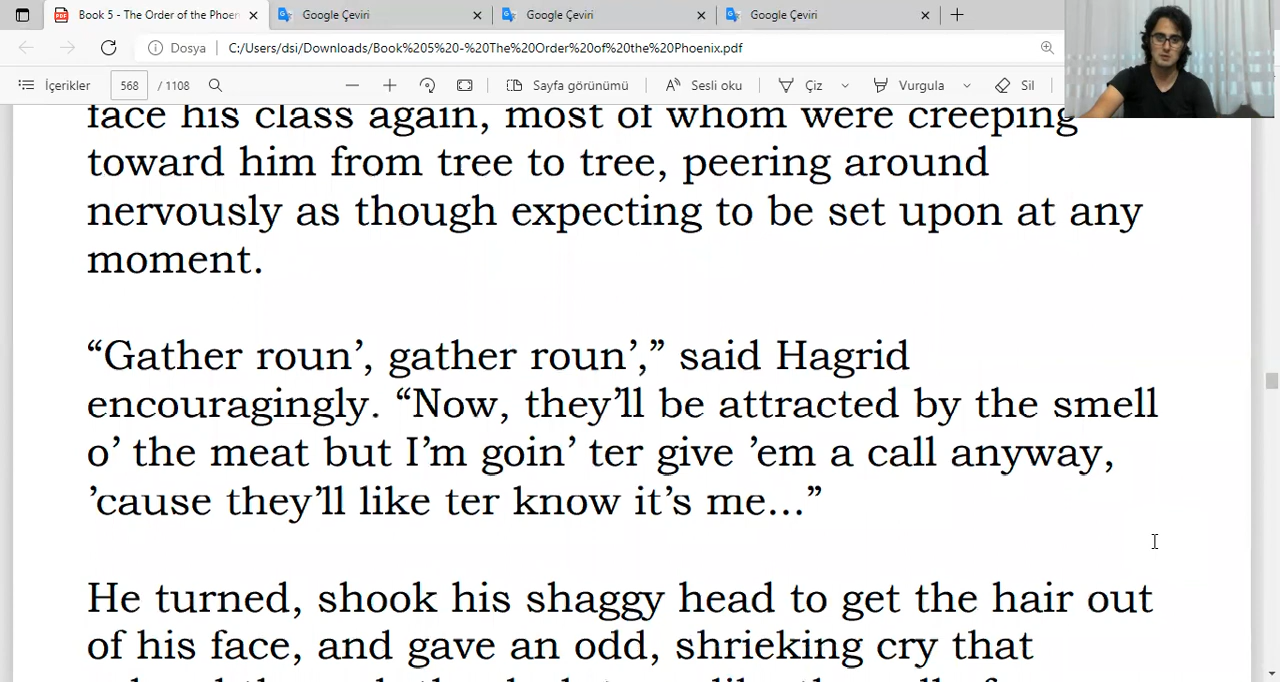 Book 5 - The Order of the Phoen
Google Çeviri
Google Çeviri
Google Çeviri
Dosya
C:/Users/dsi/Downloads/Book%205%20-%20The%20Order%20of%20the%20Phoenix.pdf
İçerikler
568 / 1108
Sayfa görünümü
Sesli oku
Çiz
Vurgula
Sil
face his class again, most of whom were creeping
toward him from tree to tree, peering around
nervously as though expecting to be set upon at any
moment.
“Gather roun’, gather roun’,” said Hagrid
encouragingly. “Now, they’ll be attracted by the smell
o’ the meat but I’m goin’ ter give ’em a call anyway,
’cause they’ll like ter know it’s me...”
He turned, shook his shaggy head to get the hair out
of his face, and gave an odd, shrieking cry that